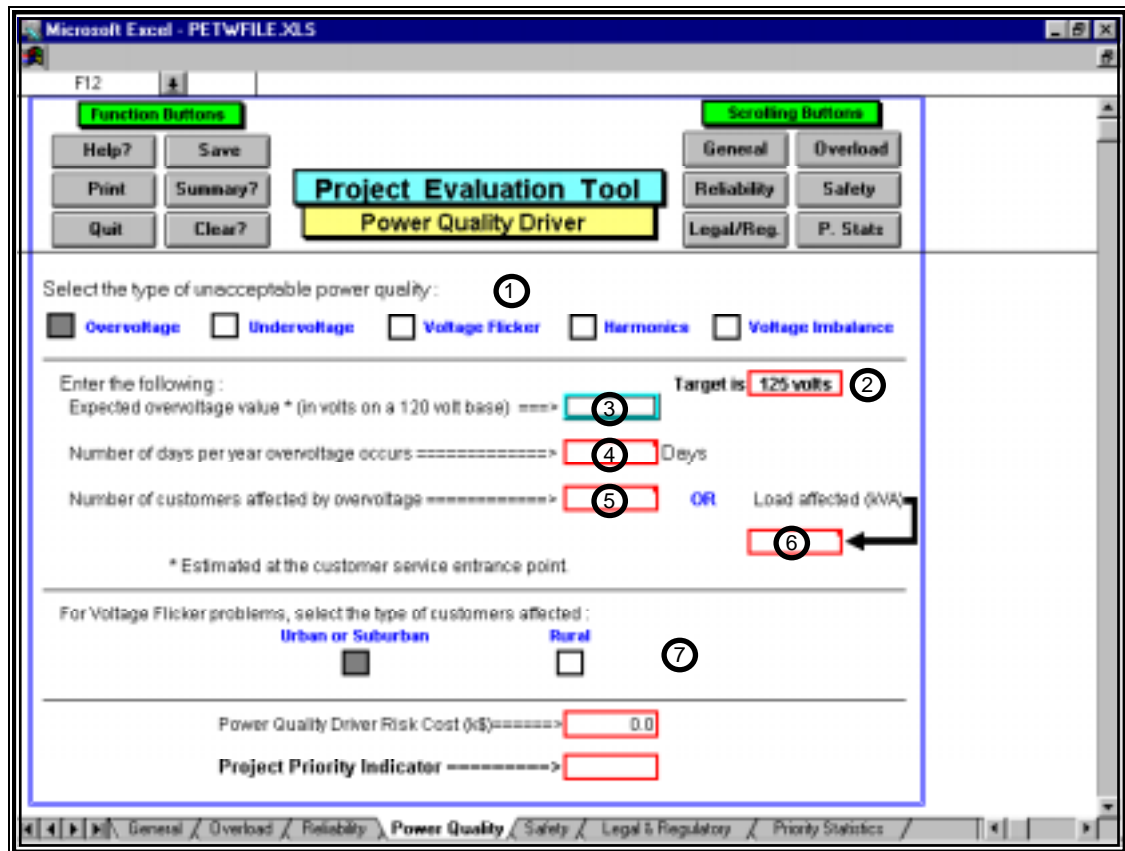 Microsoft Excel - PETWFILE.XLS
F12
Function Buttons
Scrolling Buttons
Help? Save
General Overload
Print Summary?
Project Evaluation Tool
Reliability Safety
Quit Clear?
Power Quality Driver
Legal/Reg. P. Stats
Select the type of unacceptable power quality : 1
Overvoltage Undervoltage Voltage Flicker Harmonics Voltage Imbalance
Enter the following : Target is 125 volts 2
Expected overvoltage value * (in volts on a 120 volt base) ===> 3
Number of days per year overvoltage occurs =============> 4 Days
Number of customers affected by overvoltage ============> 5 OR Load affected (kVA)
6
* Estimated at the customer service entrance point.
For Voltage Flicker problems, select the type of customers affected :
Urban or Suburban Rural
7
Power Quality Driver Risk Cost (k$)======> 0.0
Project Priority Indicator ==========>
General Overload Reliability Power Quality Safety Legal & Regulatory Priority Statistics